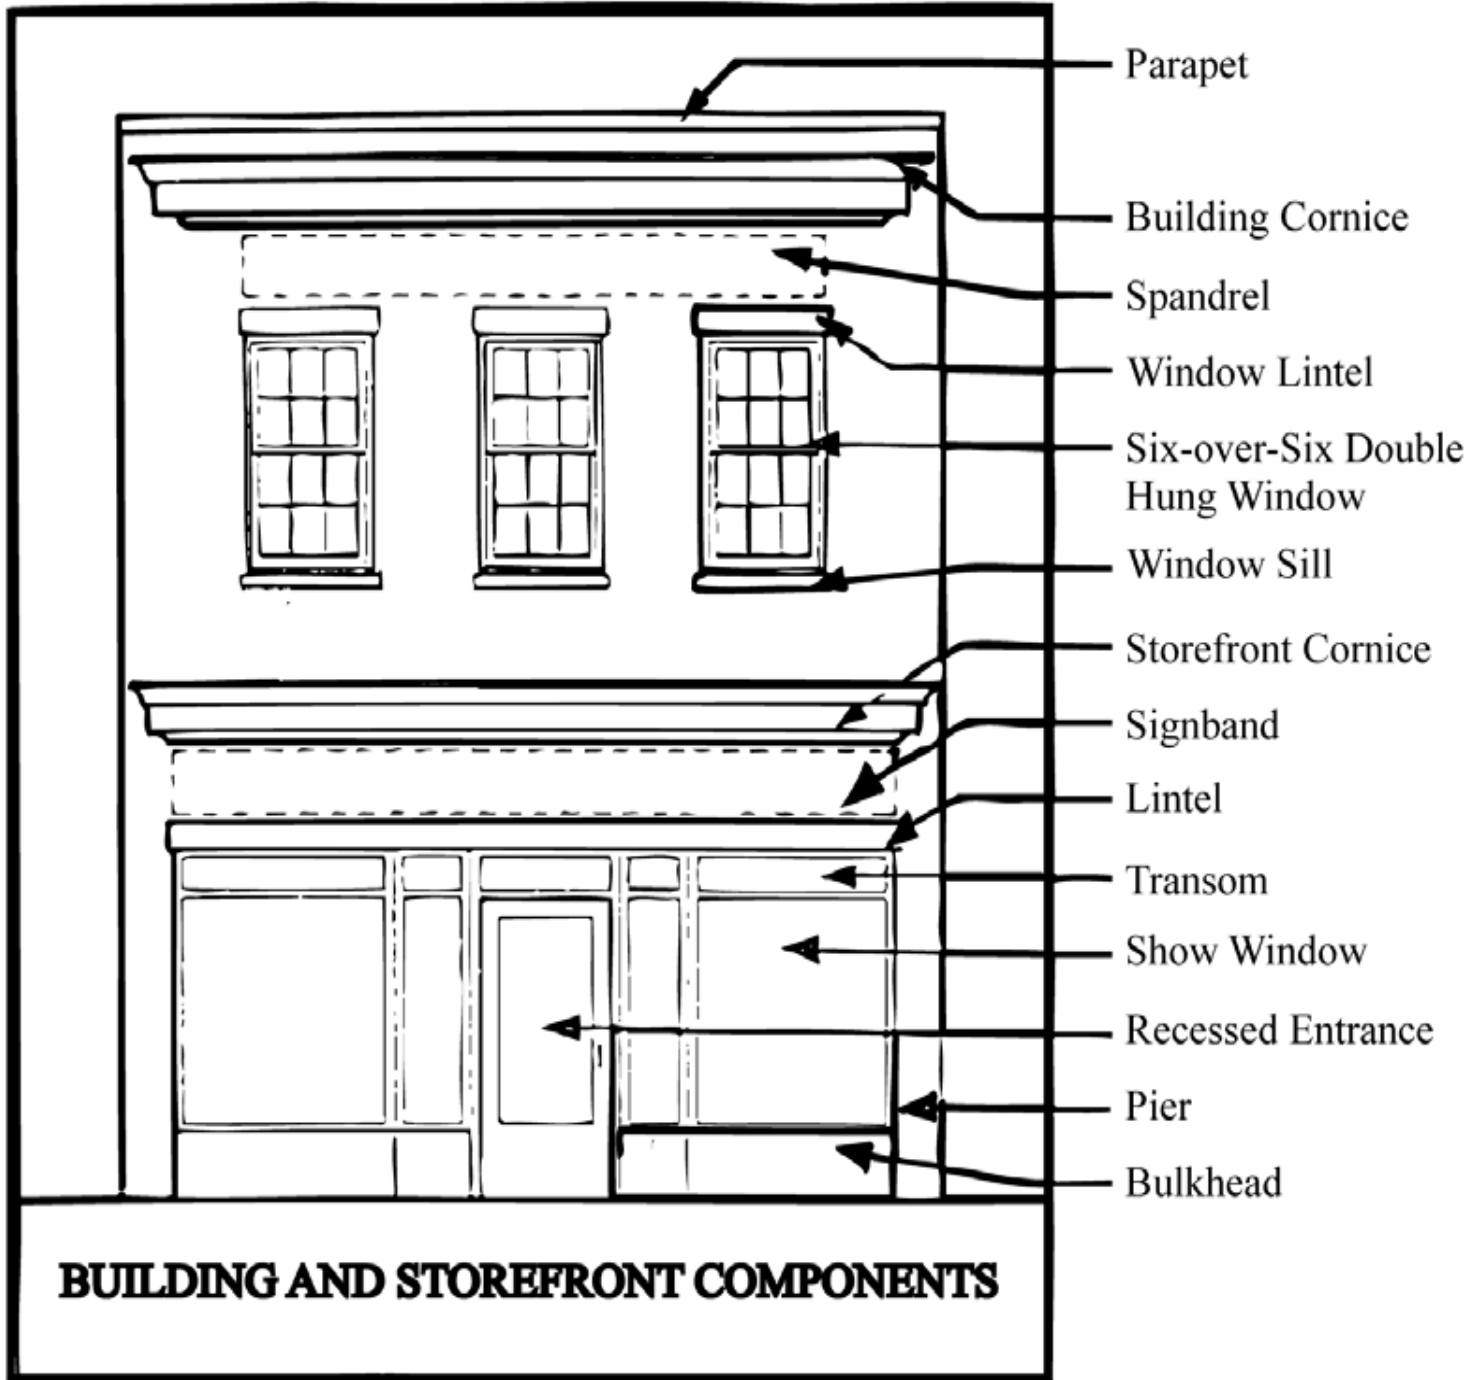 Parapet
Building Cornice
Spandrel
Window Lintel
Six-over-Six Double
Hung Window
Window Sill
Storefront Cornice
Signband
Lintel
Transom
Show Window
Recessed Entrance
Pier
Bulkhead
BUILDING AND STOREFRONT COMPONENTS